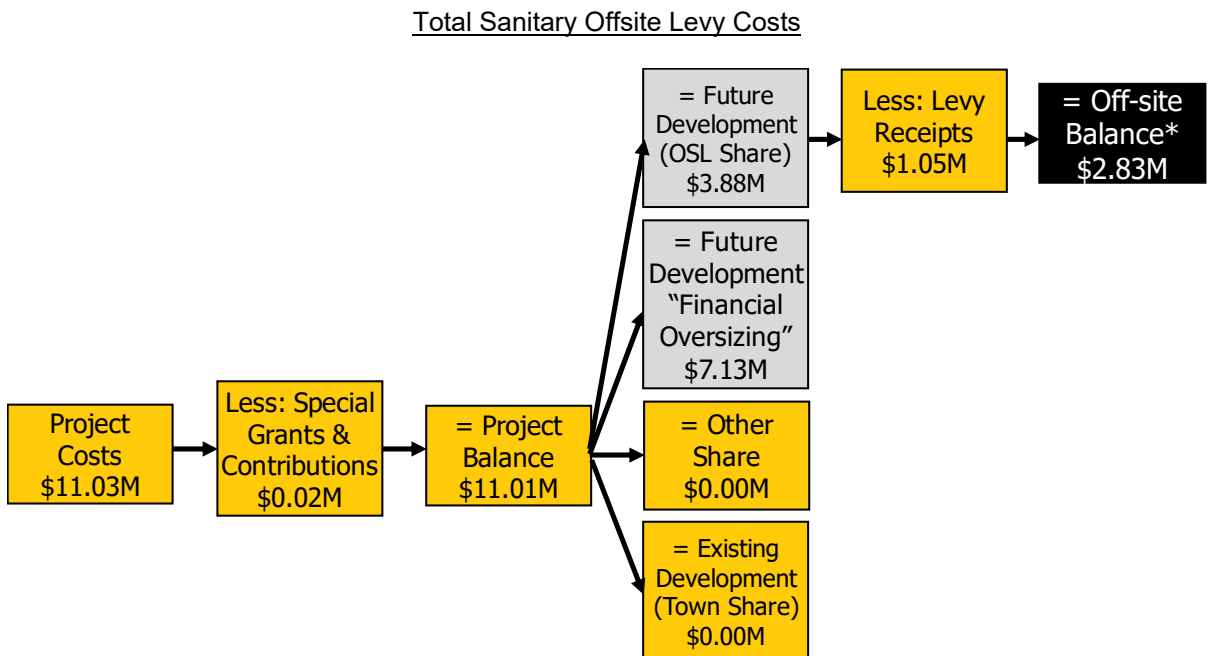 Total Sanitary Offsite Levy Costs
Project
Costs
$11.03M
Less: Special
Grants &
Contributions
$0.02M
= Project
Balance
$11.01M
= Future
Development
(OSL Share)
$3.88M
Less: Levy
Receipts
$1.05M
= Off-site
Balance*
$2.83M
= Future
Development
“Financial
Oversizing”
$7.13M
= Other
Share
$0.00M
= Existing
Development
(Town Share)
$0.00M